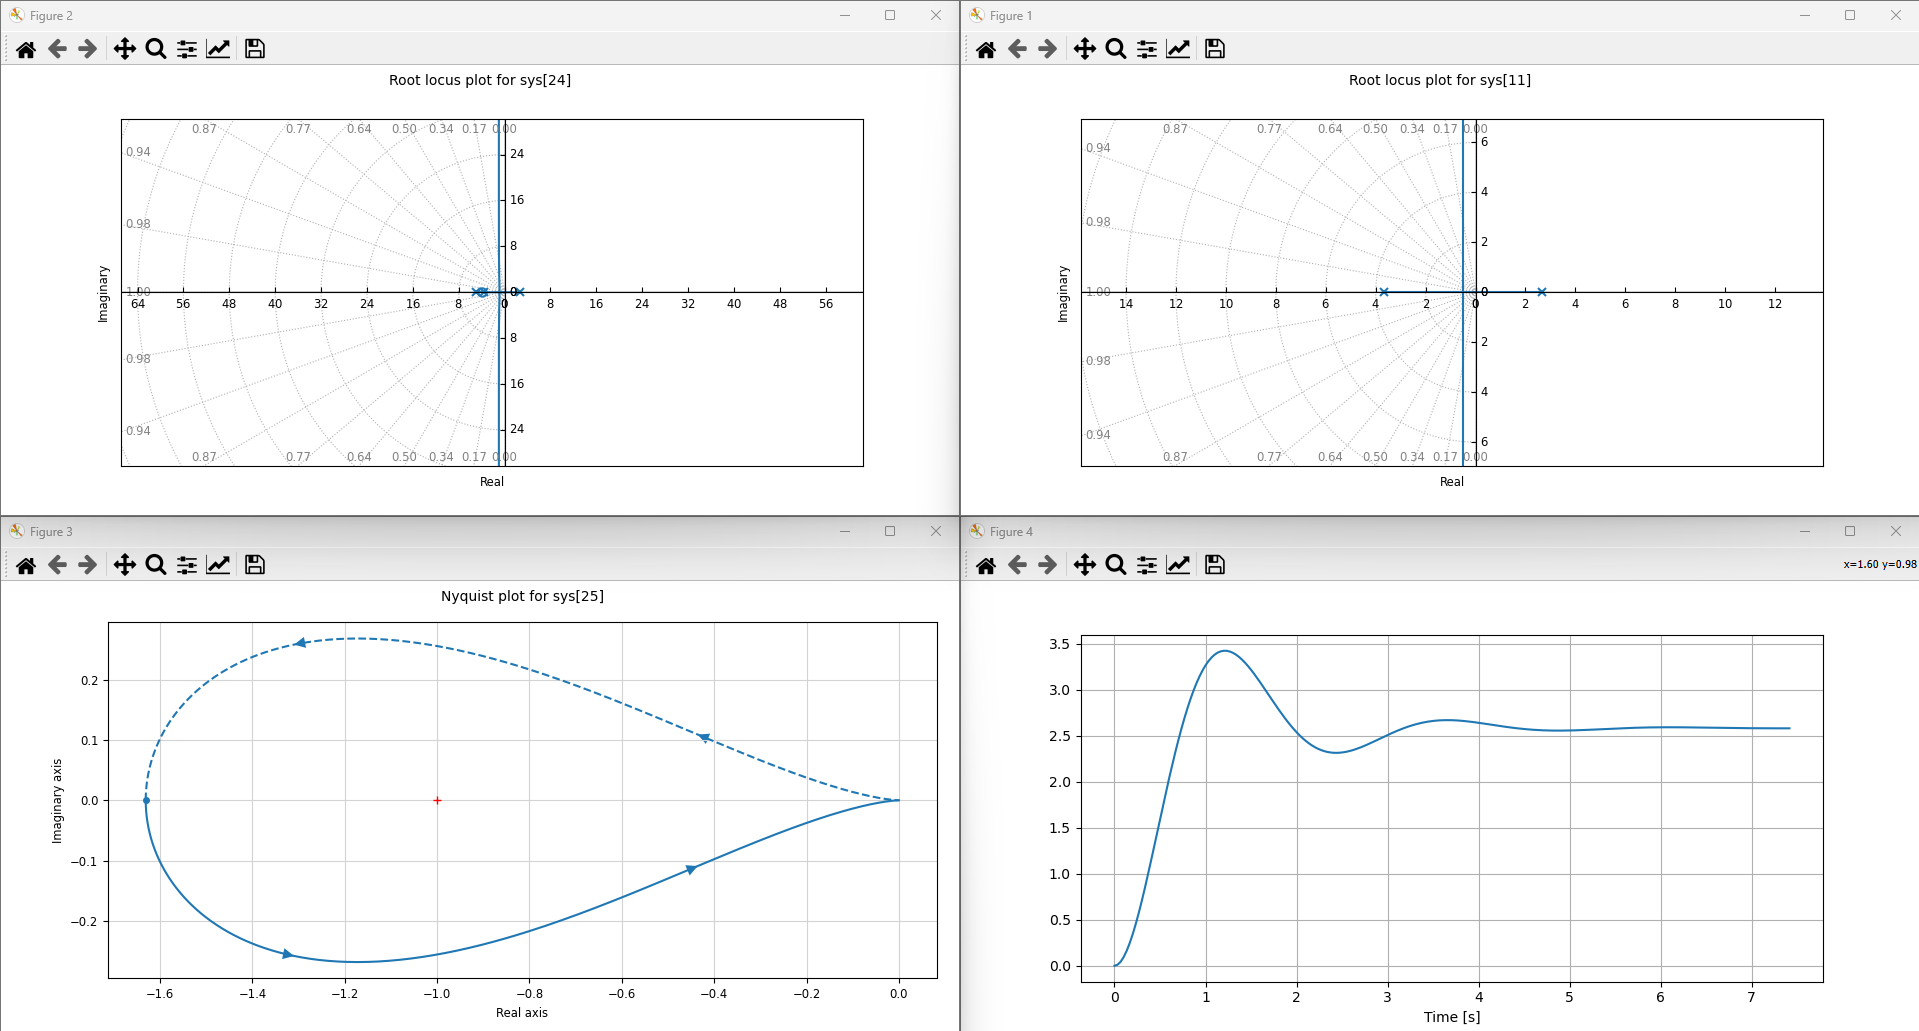 Figure 2
Root locus plot for sys[24]
0.87 0.77 0.64 0.50 0.34 0.17 0.00
0.94
24
16
0.98
8
Imaginary
1.00
0
64 56 48 40 32 24 16 8 0 8 16 24 32 40 48 56
8
0.98
16
24
0.94
0.87 0.77 0.64 0.50 0.34 0.17 0.00
Real
Figure 1
Root locus plot for sys[11]
0.87 0.77 0.64 0.50 0.34 0.17 0.00
6
0.94
4
0.98
2
Imaginary
1.00
0
14 12 10 8 6 4 2 0 2 4 6 8 10 12
2
0.98
4
0.94
6
0.87 0.77 0.64 0.50 0.34 0.17 0.00
Real
Figure 3
Nyquist plot for sys[25]
0.2
0.1
Imaginary axis
0.0
−0.1
−0.2
−1.6 −1.4 −1.2 −1.0 −0.8 −0.6 −0.4 −0.2 0.0
Real axis
Figure 4
x=1.60 y=0.98
3.5
3.0
2.5
2.0
1.5
1.0
0.5
0.0
0 1 2 3 4 5 6 7
Time [s]